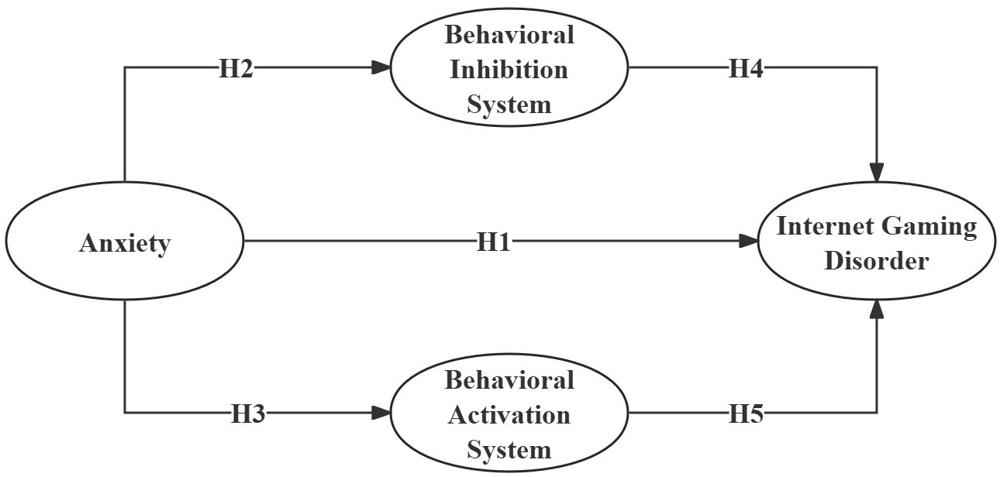 Behavioral
Inhibition
System
H2
H4
Anxiety
H1
Internet Gaming
Disorder
Behavioral
Activation
System
H3
H5